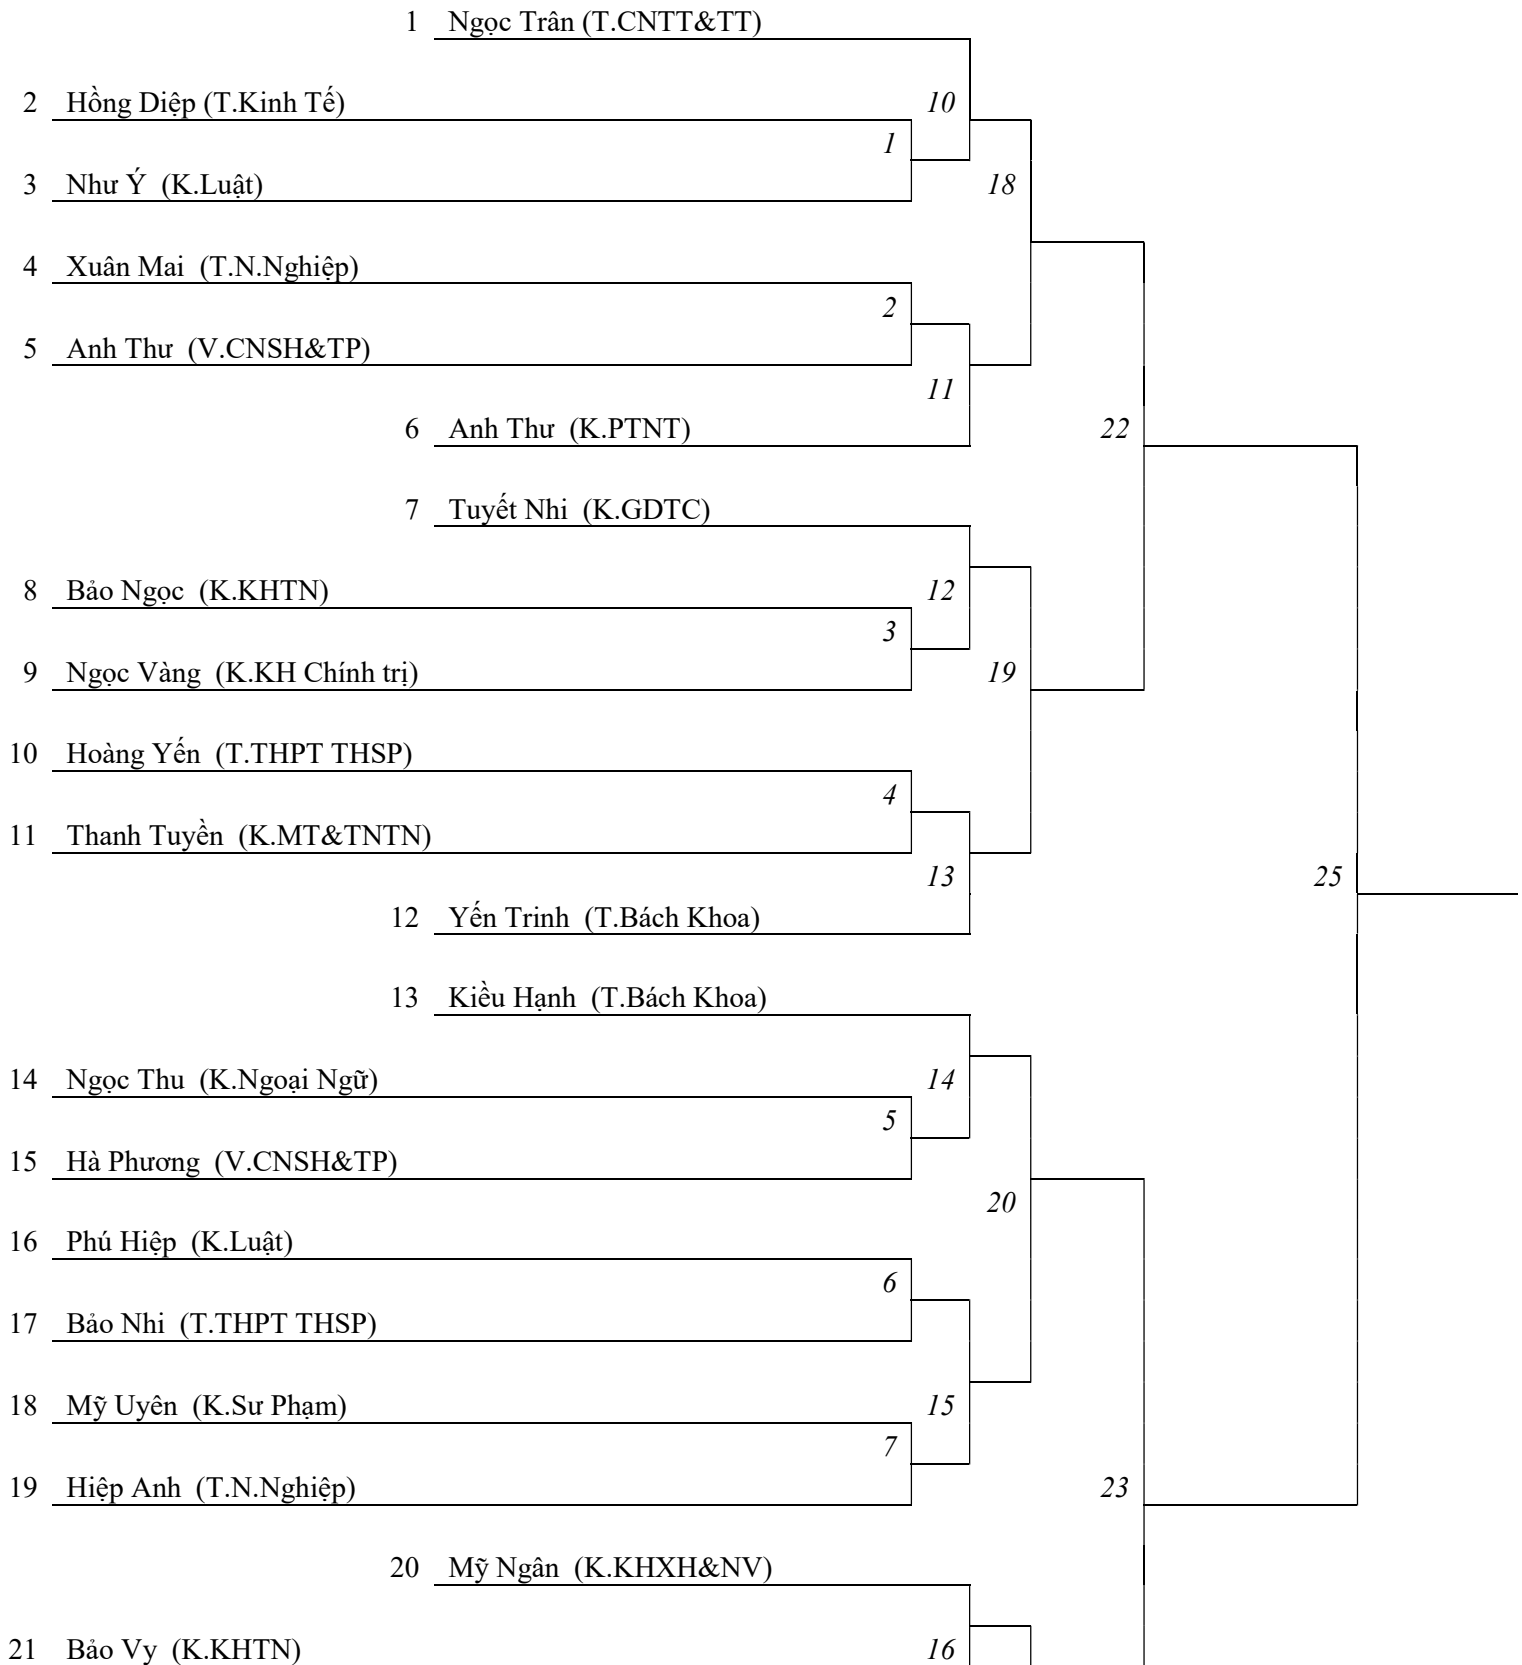 1 Ngọc Trân (T.CNTT&TT)
2 Hồng Diệp (T.Kinh Tế) 10
1
3 Như Ý (K.Luật) 18
4 Xuân Mai (T.N.Nghiệp)
2
5 Anh Thư (V.CNSH&TP)
11
6 Anh Thư (K.PTNT) 22
7 Tuyết Nhi (K.GDTC)
8 Bảo Ngọc (K.KHTN) 12
3
9 Ngọc Vàng (K.KH Chính trị) 19
10 Hoàng Yến (T.THPT THSP)
4
11 Thanh Tuyền (K.MT&TNTN)
13 25
12 Yến Trinh (T.Bách Khoa)
13 Kiều Hạnh (T.Bách Khoa)
14 Ngọc Thu (K.Ngoại Ngữ) 14
5
15 Hà Phương (V.CNSH&TP)
20
16 Phú Hiệp (K.Luật)
6
17 Bảo Nhi (T.THPT THSP)
18 Mỹ Uyên (K.Sư Phạm) 15
7
19 Hiệp Anh (T.N.Nghiệp) 23
20 Mỹ Ngân (K.KHXH&NV)
21 Bảo Vy (K.KHTN) 16